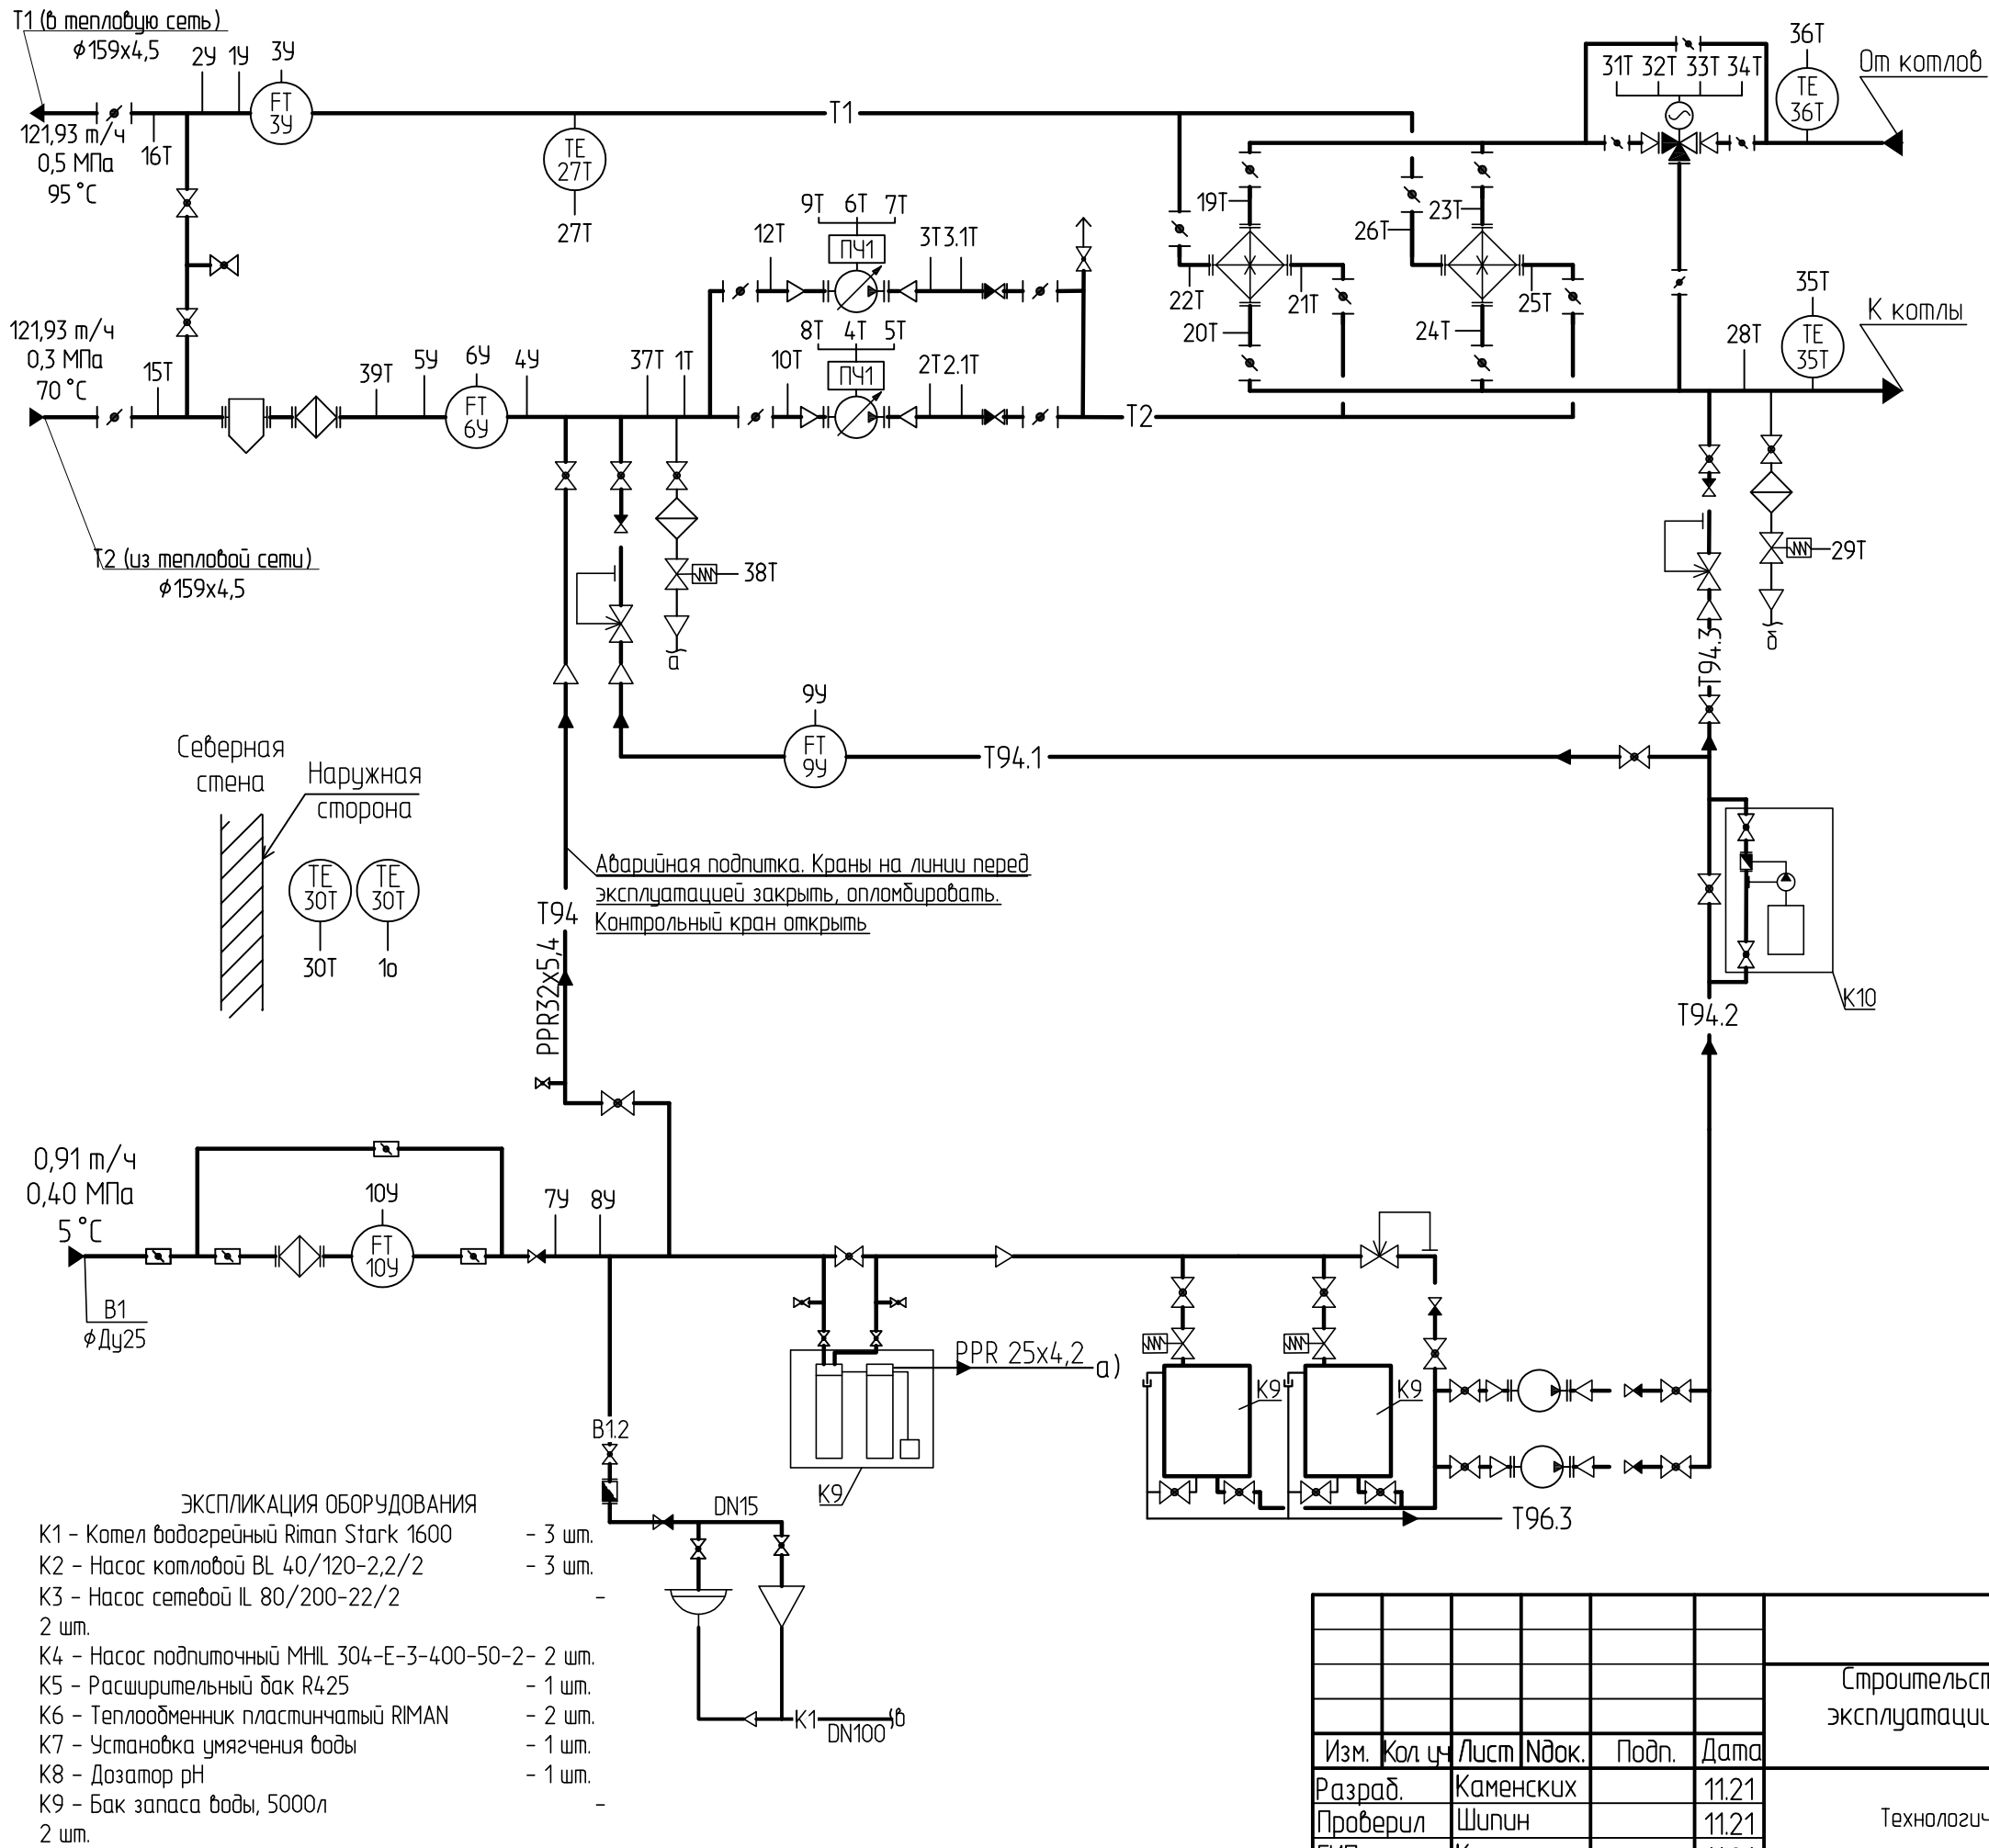 Т1 (в тепловую сеть)
ϕ159х4,5
2У 1У 3У
FT
3У
Т1
121,93 т/ч
0,5 МПа
95 °С
16Т
TE
27Т
27Т
31Т 32Т 33Т 34Т
36Т
TE
36Т
От котлов
9Т 6Т 7Т
ПЧ1
12Т
3Т 3.1Т
19Т
26Т
23Т
22Т
21Т
20Т
25Т
24Т
8Т 4Т 5Т
ПЧ1
10Т
2Т 2.1Т
Т2
121,93 т/ч
0,3 МПа
70 °С
15Т
39Т
5У
6У
FT
6У
4У
37Т 1Т
28Т
35Т
TE
35Т
К котлы
Т2 (из тепловой сети)
ϕ159х4,5
38Т
а
29Т
б
Т94.3
9У
FT
9У
Т94.1
Северная
стена
Наружная
сторона
TE
30Т
TE
30Т
30Т
1о
Аварийная подпитка. Краны на линии перед
эксплуатацией закрыть, опломбировать.
Контрольный кран открыть
Т94
PPR32х5,4
К10
Т94.2
0,91 т/ч
0,40 МПа
5 °С
10У
FT
10У
7У 8У
В1
ϕДу25
PPR 25х4,2
а)
К9
К9
К9
В1.2
DN15
Т96.3
К1
DN100
в
ЭКСПЛИКАЦИЯ ОБОРУДОВАНИЯ
К1 - Котел водогрейный Riman Stark 1600 - 3 шт.
К2 - Насос котловой BL 40/120-2,2/2 - 3 шт.
К3 - Насос сетевой IL 80/200-22/2 -
2 шт.
К4 - Насос подпиточный MHIL 304-E-3-400-50-2- 2 шт.
К5 - Расширительный бак R425 - 1 шт.
К6 - Теплообменник пластинчатый RIMAN - 2 шт.
К7 - Установка умягчения воды - 1 шт.
К8 - Дозатор pH - 1 шт.
К9 - Бак запаса воды, 5000л -
2 шт.
Строительст
эксплуатации
Изм. Кол уч Лист Nдок. Подп. Дата
Разраб. Каменских 11.21
Проверил Шипин 11.21
Технологич